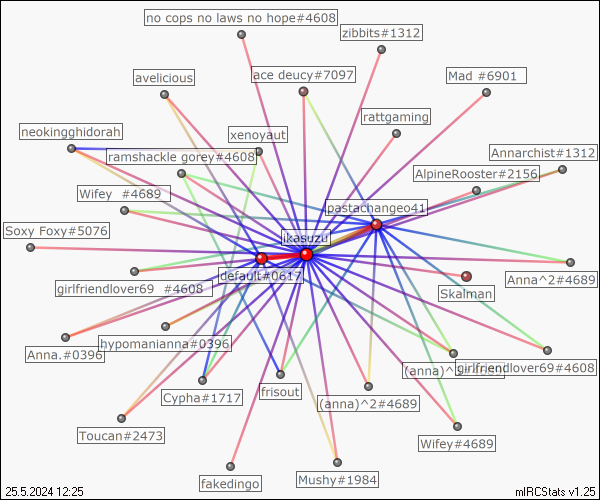 no cops no laws no hope#4608
zibbits#1312
avelicious
ace deucy#7097
Mad #6901
neokingghidorah
xenoyaut
rattgaming
ramshackle gorey#4608
Annarchist#1312
AlpineRooster#2156
Wifey #4689
pastachangeo41
Soxy Foxy#5076
ikasuzu
default#0617
Anna^2#4689
girlfriendlover69 #4608
Skalman
Anna.#0396
hypomanianna#0396
(anna)^
girlfriendlover69#4608
Cypha#1717
frisout
(anna)^2#4689
Toucan#2473
Wifey#4689
fakedingo
Mushy#1984
25.5.2024 12:25
mIRCStats v1.25